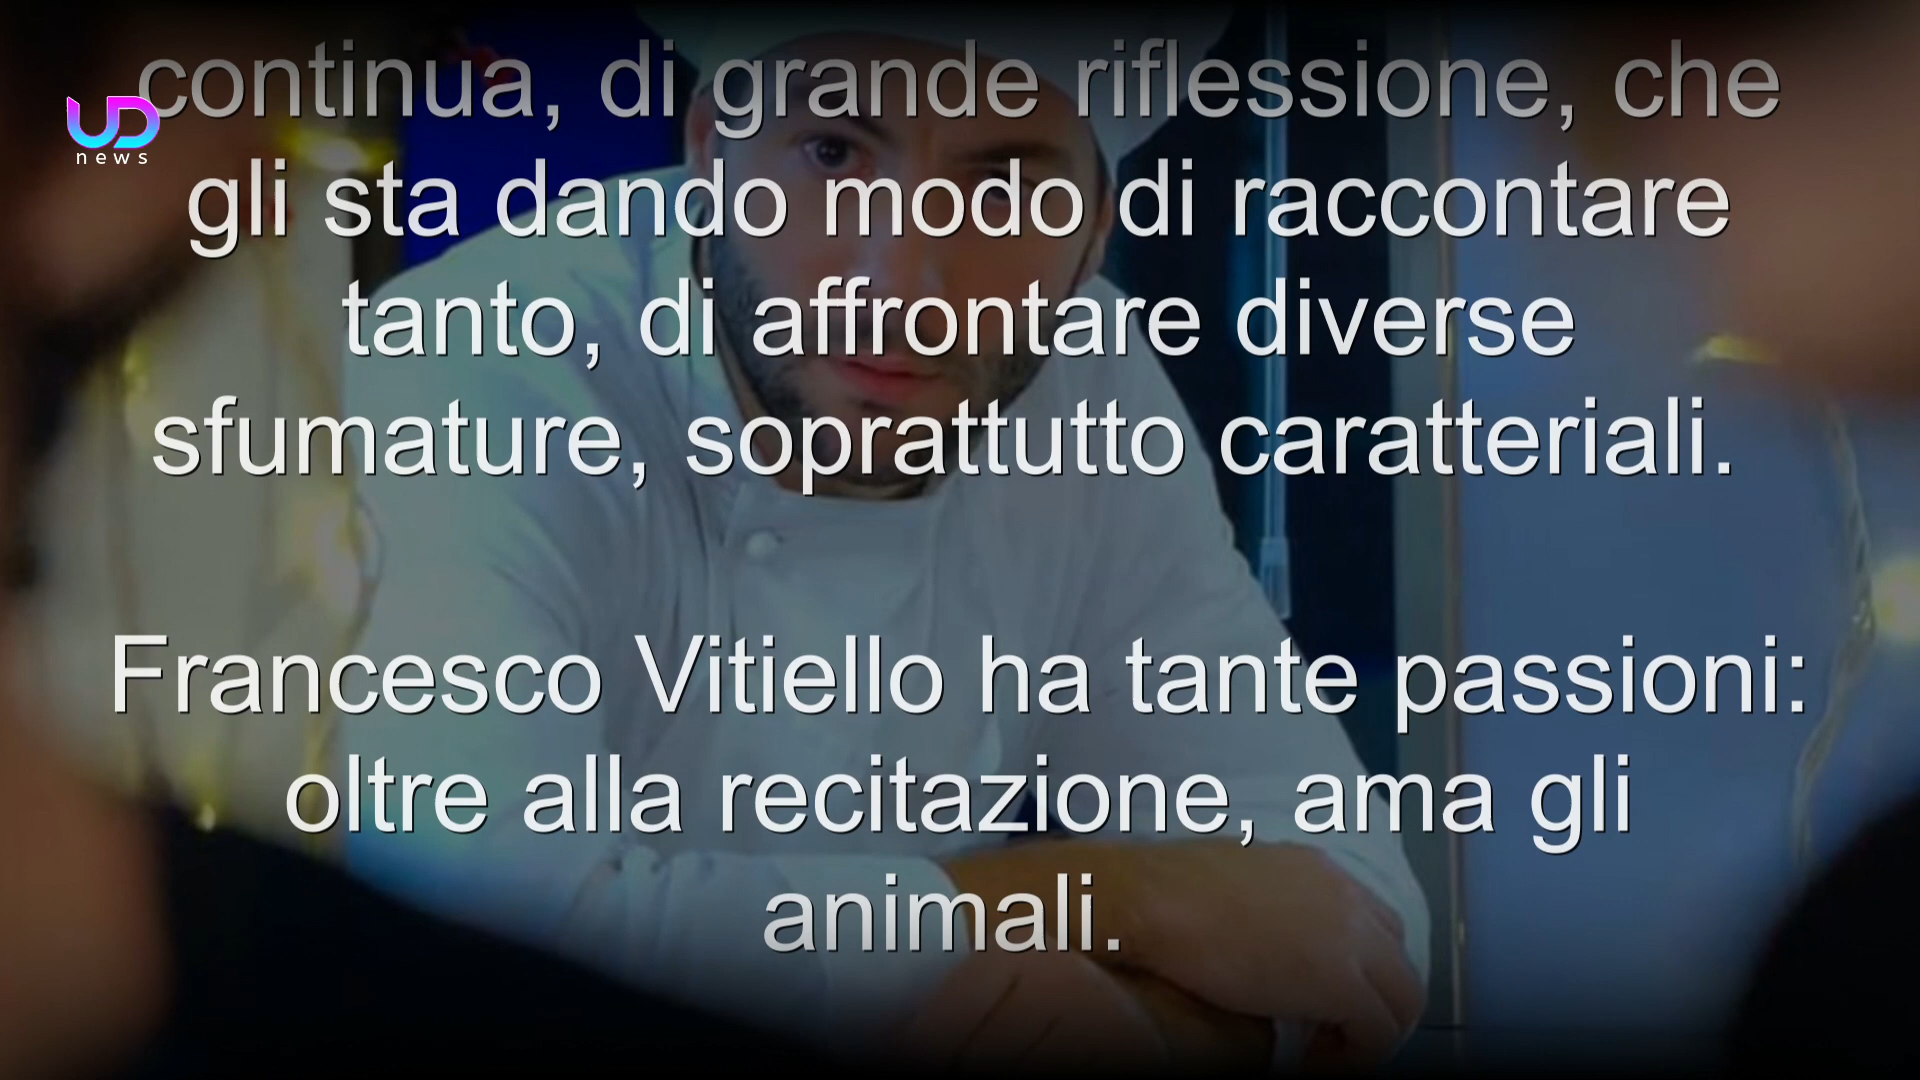 continua, di grande riflessione, che
UD
news
gli sta dando modo di raccontare
tanto, di affrontare diverse
sfumature, soprattutto caratteriali.
Francesco Vitiello ha tante passioni:
oltre alla recitazione, ama gli
animali.